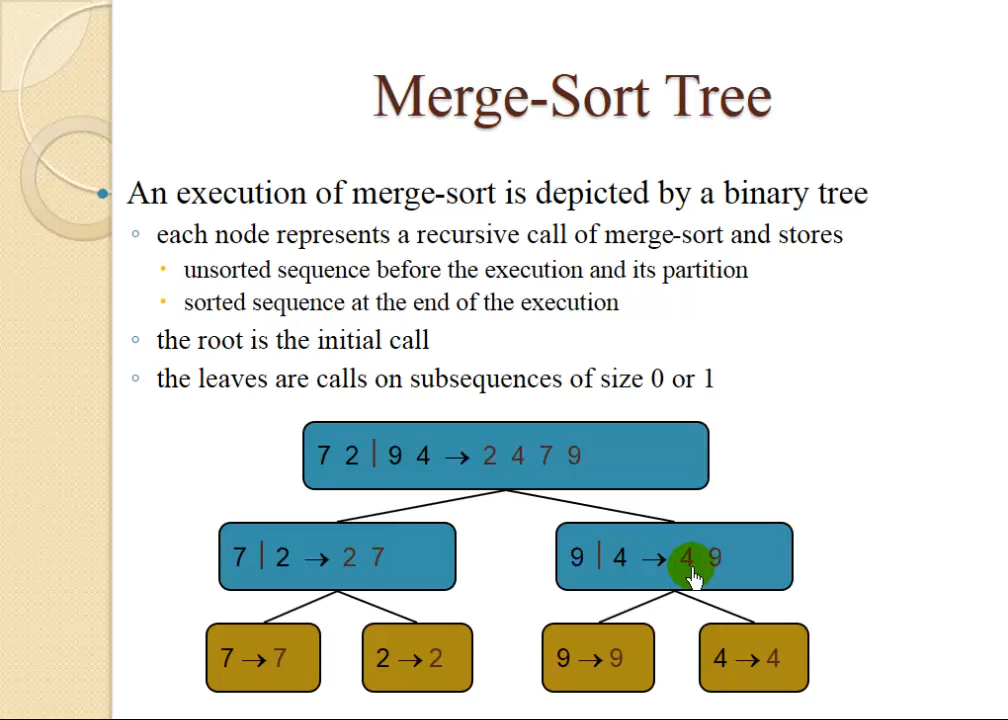 Merge-Sort Tree
An execution of merge-sort is depicted by a binary tree
each node represents a recursive call of merge-sort and stores
unsorted sequence before the execution and its partition
sorted sequence at the end of the execution
the root is the initial call
the leaves are calls on subsequences of size 0 or 1
7 2 | 9 4 → 2 4 7 9
7 | 2 → 2 7
9 | 4 → 4 9
7 → 7
2 → 2
9 → 9
4 → 4